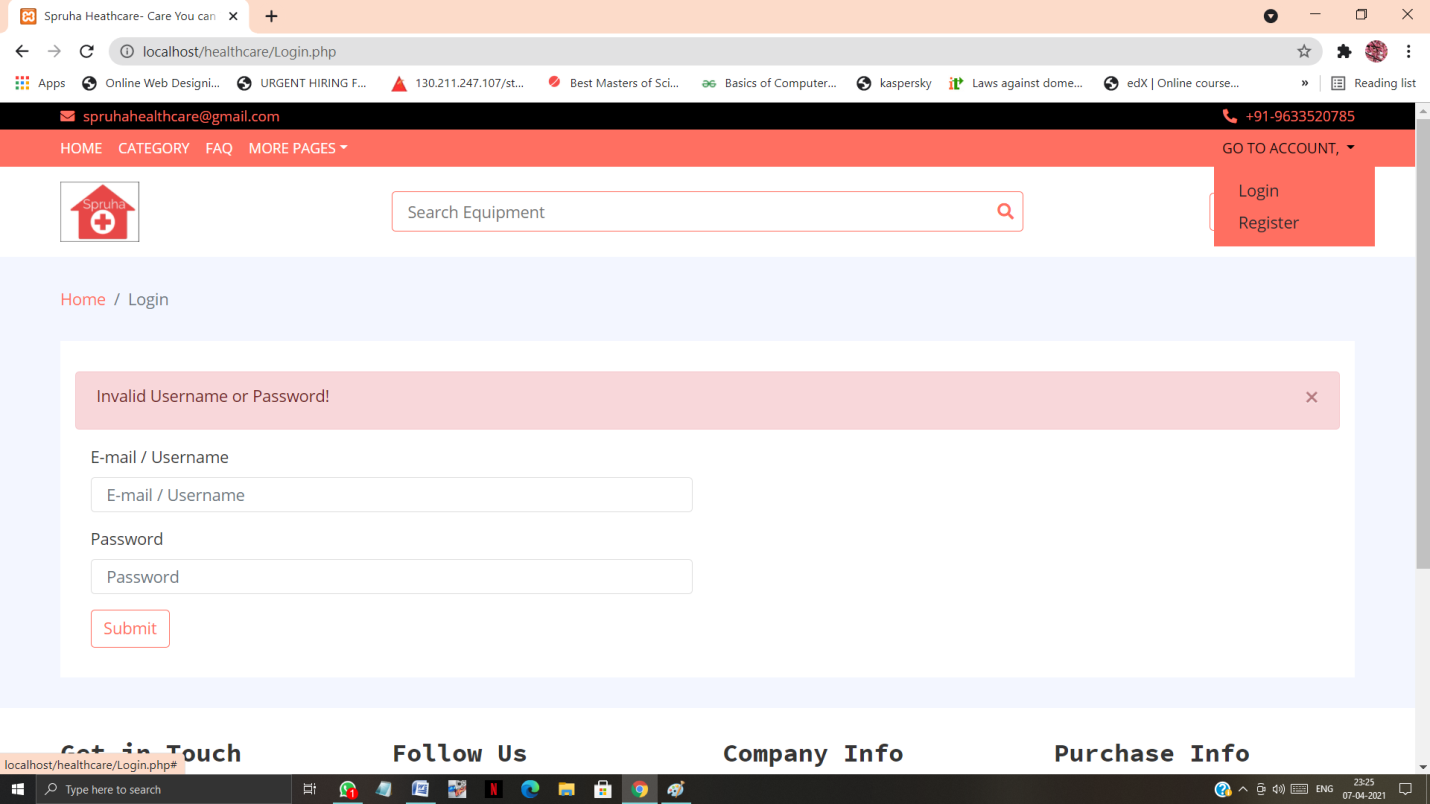 Spruha Heathcare- Care You can
localhost/healthcare/Login.php
Apps Online Web Designi... URGENT HIRING F... 130.211.247.107/st... Best Masters of Sci... Basics of Computer... kaspersky Laws against dome... edX | Online course... » Reading list
spruhahealthcare@gmail.com +91-9633520785
HOME CATEGORY FAQ MORE PAGES GO TO ACCOUNT,
Login
Spruha
Search Equipment
Register
Home / Login
Invalid Username or Password!
E-mail / Username
E-mail / Username
Password
Password
Submit
Get in Touch Follow Us Company Info Purchase Info
localhost/healthcare/Login.php#
Type here to search
ENG
23:25
07-04-2021